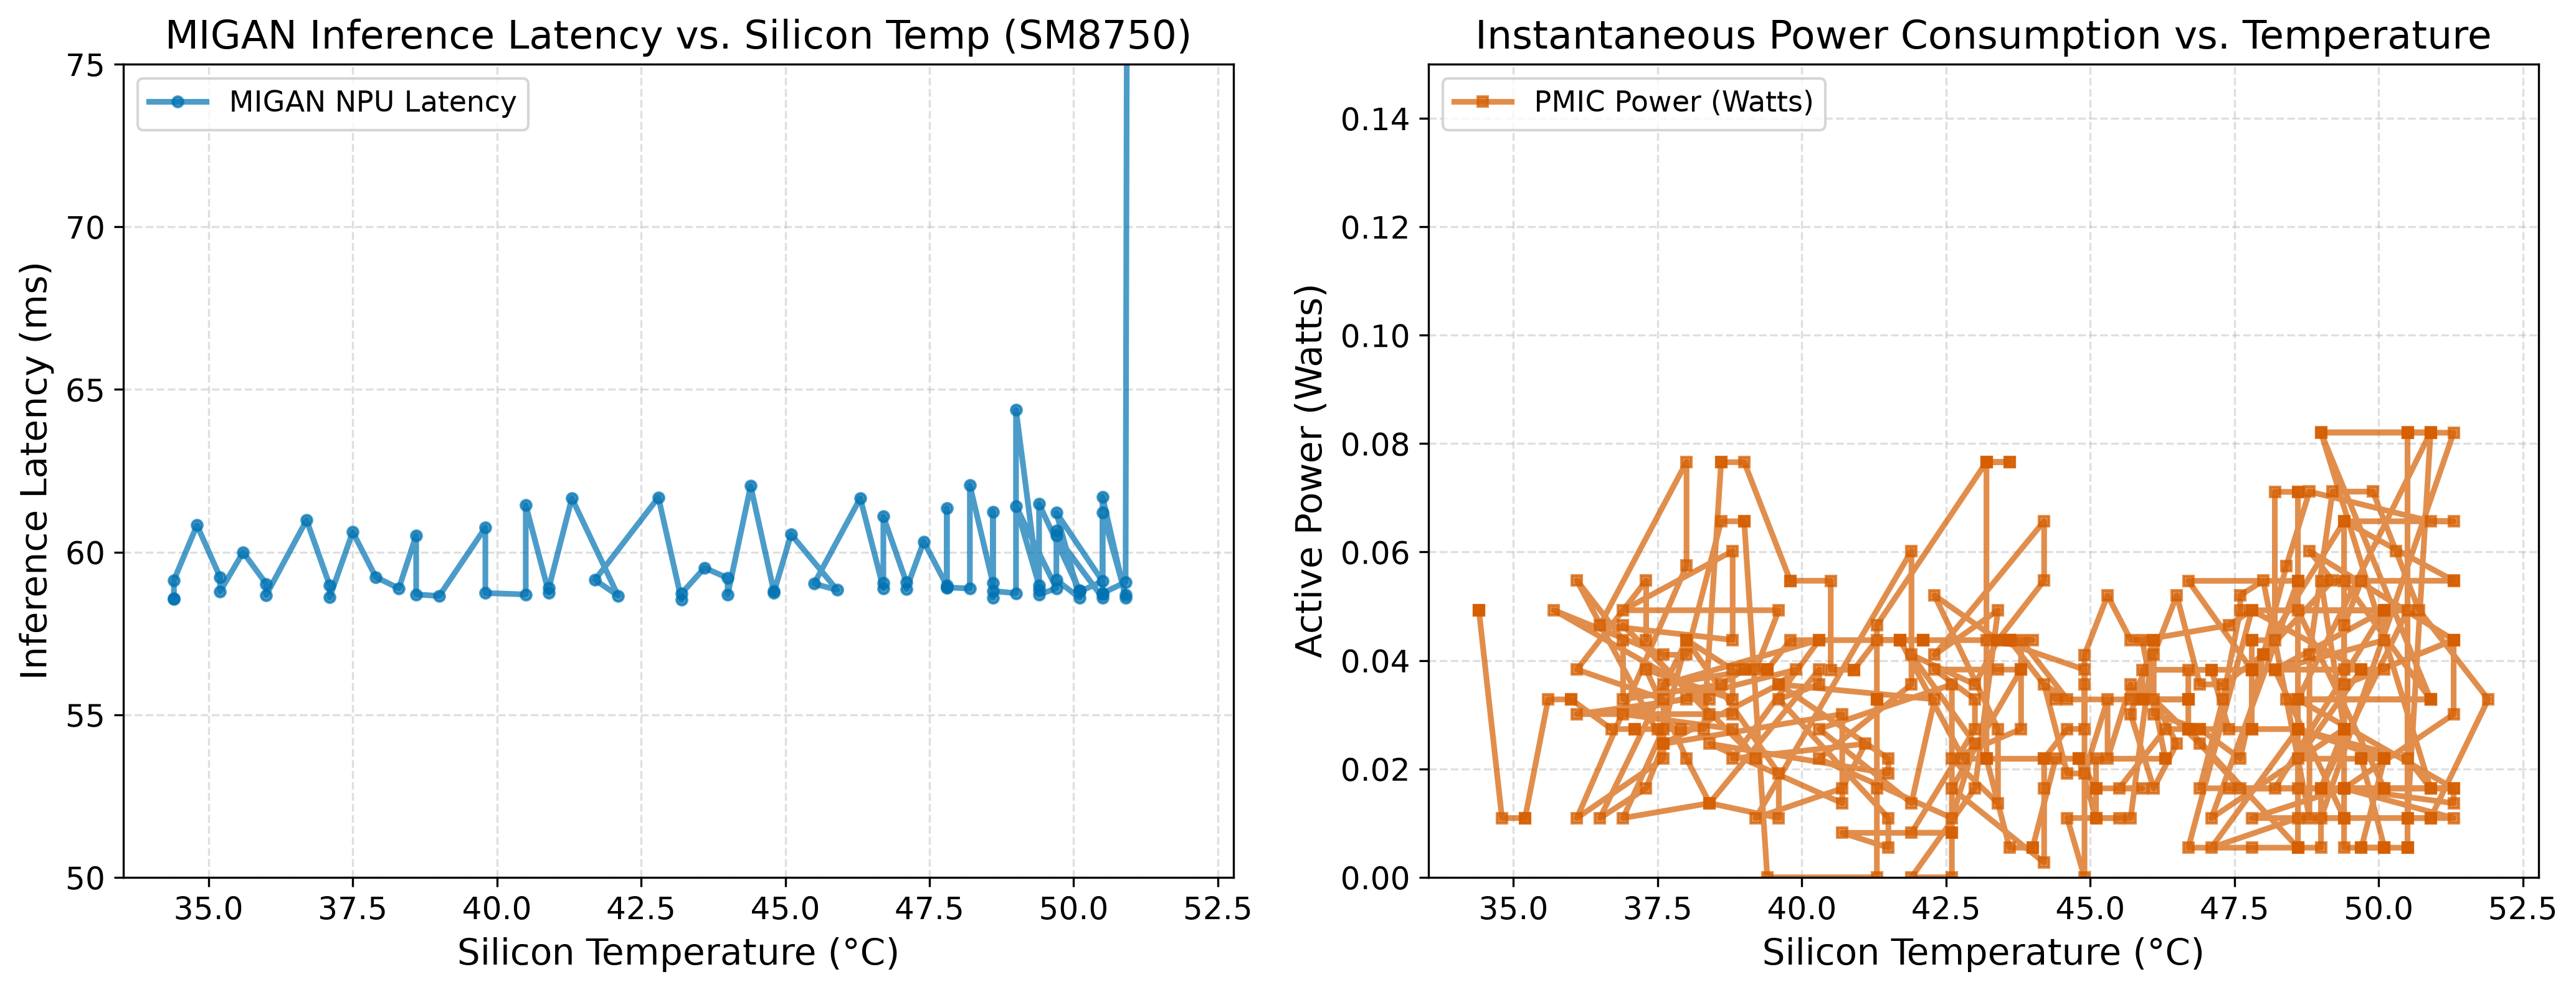 MIGAN Inference Latency vs. Silicon Temp (SM8750)
MIGAN NPU Latency
Inference Latency (ms)
75
70
65
60
55
50
35.0 37.5 40.0 42.5 45.0 47.5 50.0 52.5
Silicon Temperature (°C)
Instantaneous Power Consumption vs. Temperature
PMIC Power (Watts)
Active Power (Watts)
0.14
0.12
0.10
0.08
0.06
0.04
0.02
0.00
35.0 37.5 40.0 42.5 45.0 47.5 50.0 52.5
Silicon Temperature (°C)